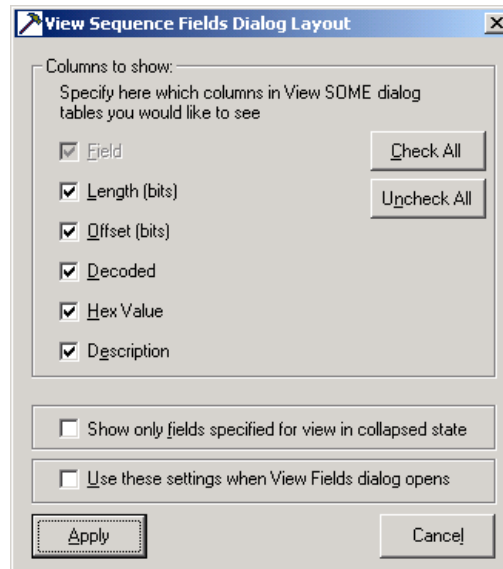 View Sequence Fields Dialog Layout
Columns to show:
Specify here which columns in View SOME dialog
tables you would like to see
Field
Check All
Length (bits)
Uncheck All
Offset (bits)
Decoded
Hex Value
Description
Show only fields specified for view in collapsed state
Use these settings when View Fields dialog opens
Apply
Cancel